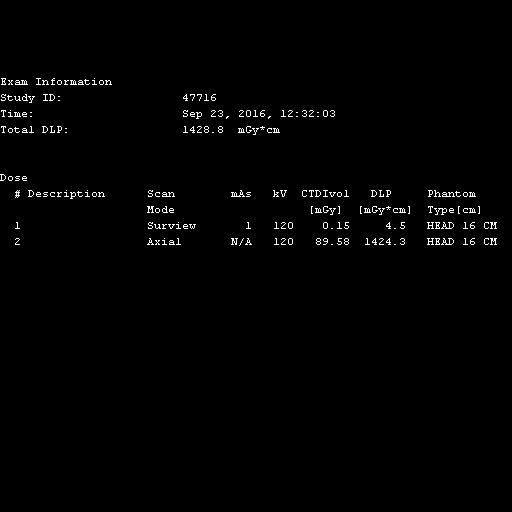 Exam Information
Study ID: 47716
Time: Sep 23, 2016, 12:32:03
Total DLP: 1428.8 mGy*cm
Dose
# Description Scan mAs kV CTDIvol DLP Phantom
Mode [mGy] [mGy*cm] Type[cm]
1 Surview 1 120 0.15 4.5 HEAD 16 CM
2 Axial N/A 120 89.58 1424.3 HEAD 16 CM